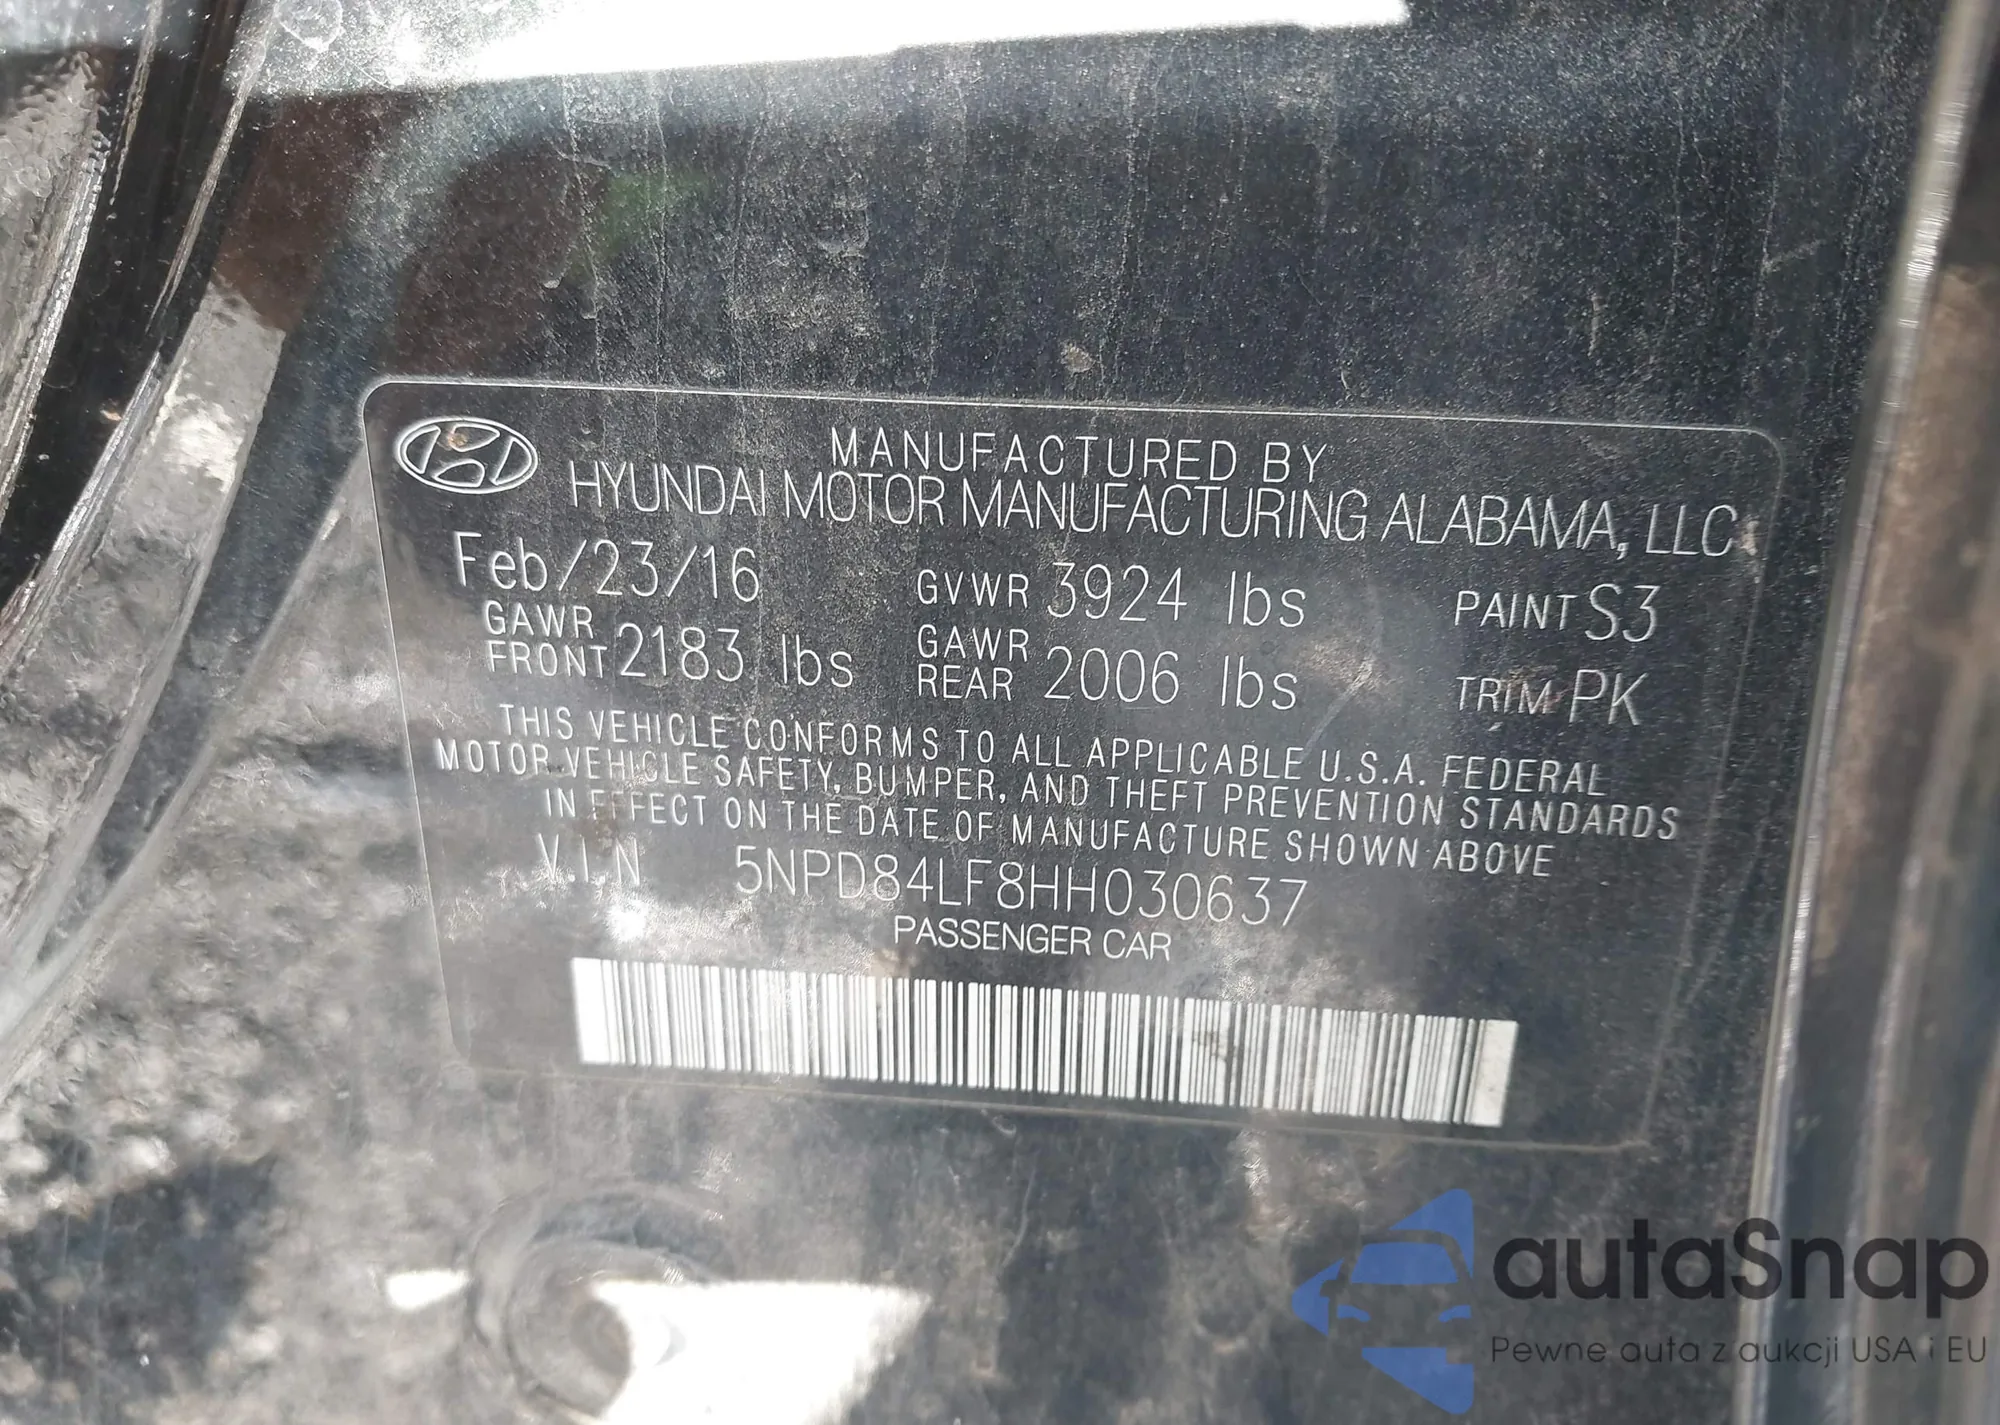 MANUFACTURED BY
HYUNDAI MOTOR MANUFACTURING ALABAMA, LLC
Feb/23/16 GVWR 3924 lbs PAINT S3
GAWR FRONT 2183 lbs GAWR REAR 2006 lbs TRIM PK
THIS VEHICLE CONFORMS TO ALL APPLICABLE U.S.A. FEDERAL
MOTOR VEHICLE SAFETY, BUMPER, AND THEFT PREVENTION STANDARDS
IN EFFECT ON THE DATE OF MANUFACTURE SHOWN ABOVE
V.I.N 5NPD84LF8HH030637
PASSENGER CAR
autaSnap
Pewne auta z aukcji USA i EU